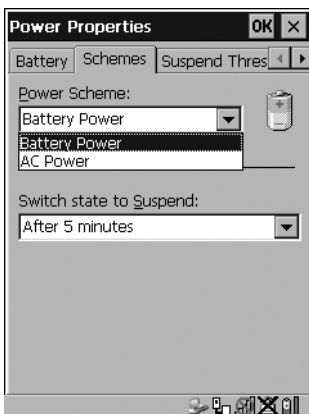 Power Properties OK ×
Battery Schemes Suspend Thres
Power Scheme:
Battery Power
Battery Power
AC Power
Switch state to Suspend:
After 5 minutes